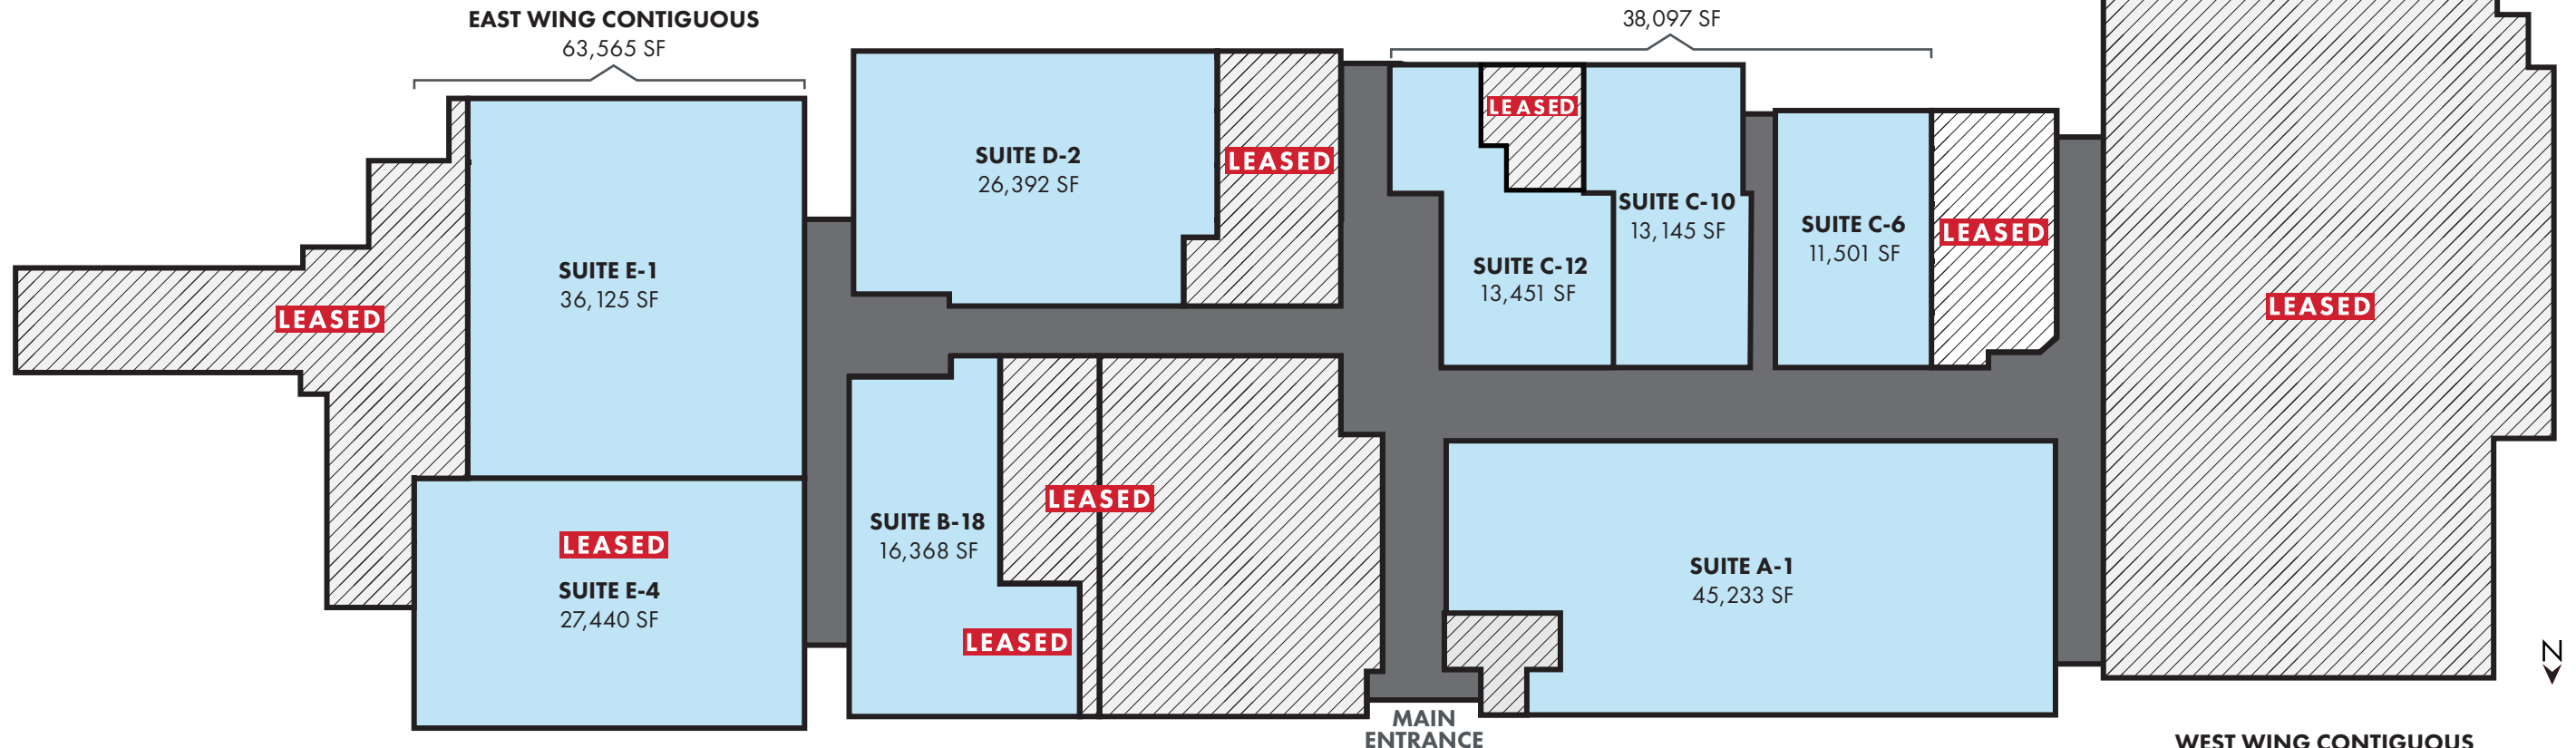 EAST WING CONTIGUOUS
63,565 SF
38,097 SF
LEASED
SUITE E-1
36,125 SF
LEASED
SUITE E-4
27,440 SF
SUITE D-2
26,392 SF
LEASED
SUITE B-18
16,368 SF
LEASED
LEASED
LEASED
SUITE C-12
13,451 SF
SUITE C-10
13,145 SF
SUITE C-6
11,501 SF
LEASED
SUITE A-1
45,233 SF
LEASED
MAIN
ENTRANCE
N
WEST WING CONTIGUOUS